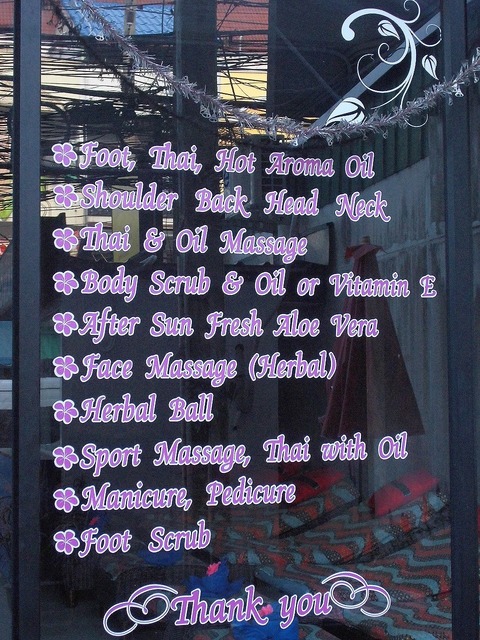 Foot, Thai, Hot Aroma Oil
Shoulder Back Head Neck
Thai & Oil Massage
Body Scrub & Oil or Vitamin E
After Sun Fresh Aloe Vera
Face Massage (Herbal)
Herbal Ball
Sport Massage, Thai with Oil
Manicure, Pedicure
Foot Scrub
Thank you